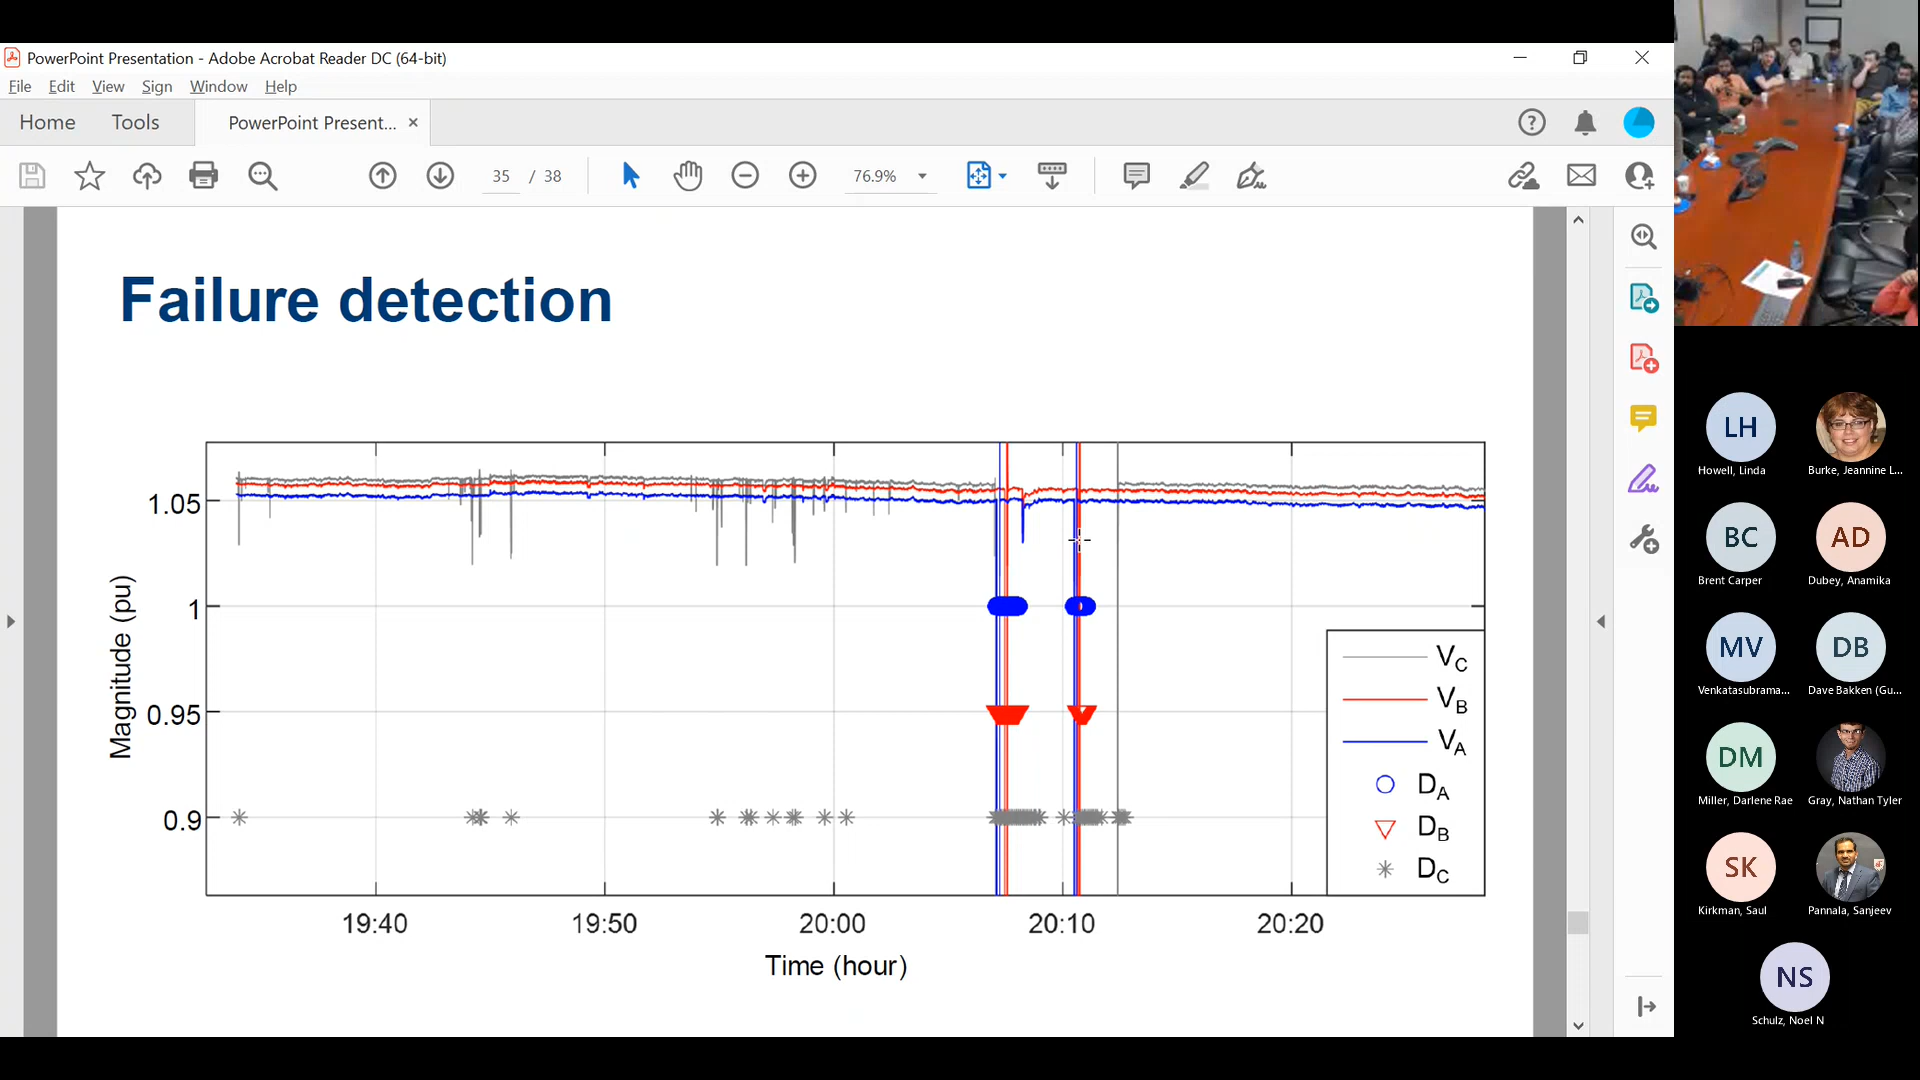 PowerPoint Presentation - Adobe Acrobat Reader DC (64-bit)
File Edit View Sign Window Help
Home Tools PowerPoint Present... ×
35 / 38 76.9%
Failure detection
Magnitude (pu)
1.05
1
0.95
0.9
19:40 19:50 20:00 20:10 20:20
Time (hour)
VC
VB
VA
DA
DB
DC
LH
Howell, Linda Burke, Jeannine L...
BC AD
Brent Carper Dubey, Anamika
MV DB
Venkatasubrama... Dave Bakken (Gu...
DM
Miller, Darlene Rae Gray, Nathan Tyler
SK
Kirkman, Saul Pannala, Sanjeev
NS
Schulz, Noel N